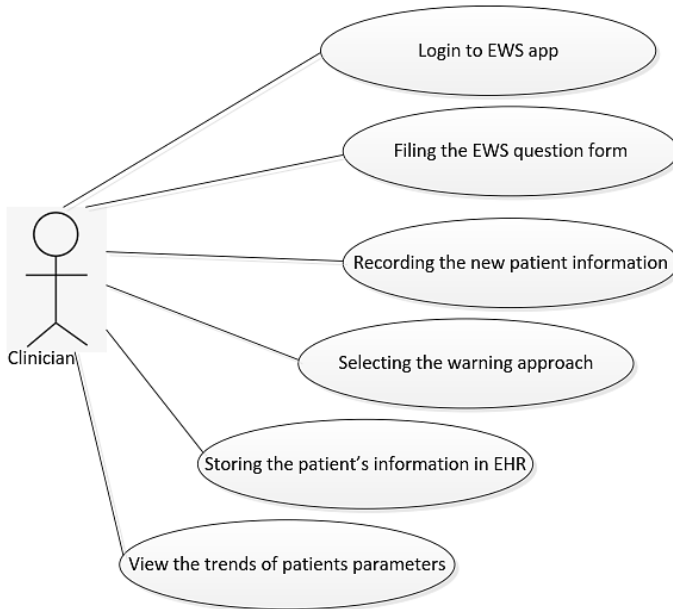 Login to EWS app
Filing the EWS question form
Recording the new patient information
Clinician
Selecting the warning approach
Storing the patient's information in EHR
View the trends of patients parameters